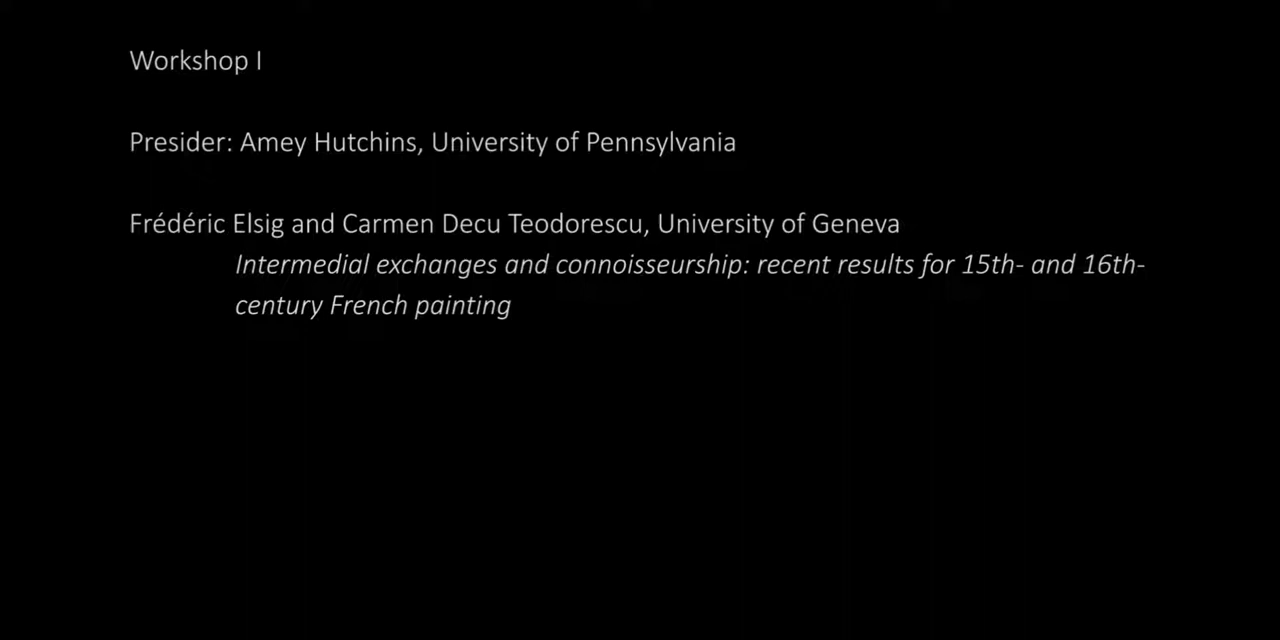 Workshop I
Presider: Amey Hutchins, University of Pennsylvania
Frédéric Elsig and Carmen Decu Teodorescu, University of Geneva
Intermedial exchanges and connoisseurship: recent results for 15th- and 16th-
century French painting